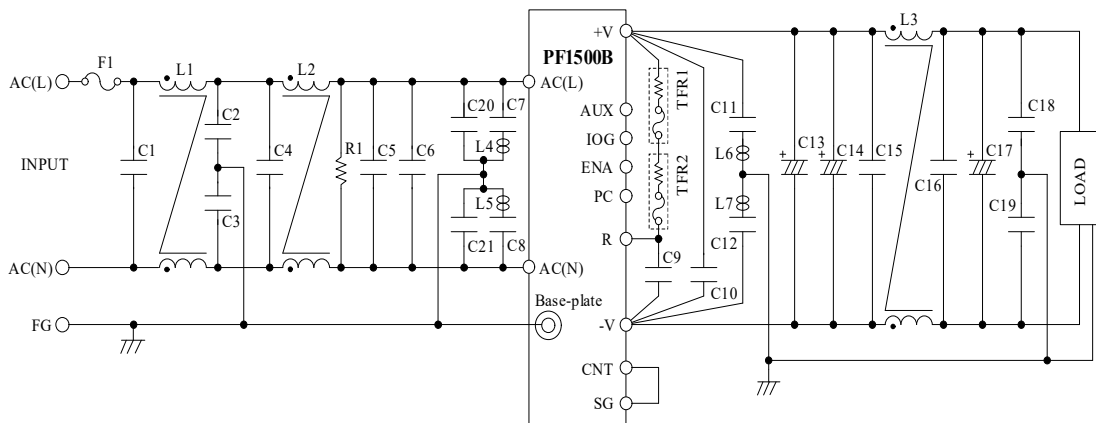 +V
L3
PF1500B
F1
L1
L2
TFR1
AC(L)
AC(L)
C20
C7
C2
AUX
C11
C18
L4
IOG
R1
L6
C13
C14
C15
C17
INPUT
C1
C4
C5
C6
ENA
TFR2
C16
LOAD
L5
PC
L7
C19
C3
C21
C8
R
C9
C12
AC(N)
AC(N)
C10
Base-plate
FG
-V
CNT
SG
+
+
+